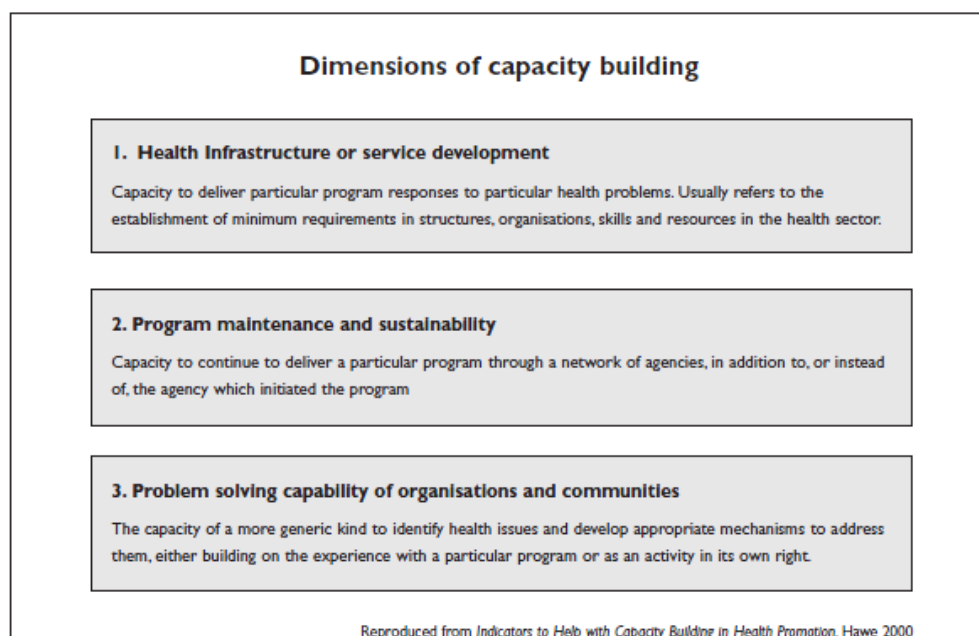 Dimensions of capacity building
1. Health Infrastructure or service development
Capacity to deliver particular program responses to particular health problems. Usually refers to the
establishment of minimum requirements in structures, organisations, skills and resources in the health sector.
2. Program maintenance and sustainability
Capacity to continue to deliver a particular program through a network of agencies, in addition to, or instead
of, the agency which initiated the program
3. Problem solving capability of organisations and communities
The capacity of a more generic kind to identify health issues and develop appropriate mechanisms to address
them, either building on the experience with a particular program or as an activity in its own right.
Reproduced from Indicators to Help with Capacity Building in Health Promotion, Hawe 2000